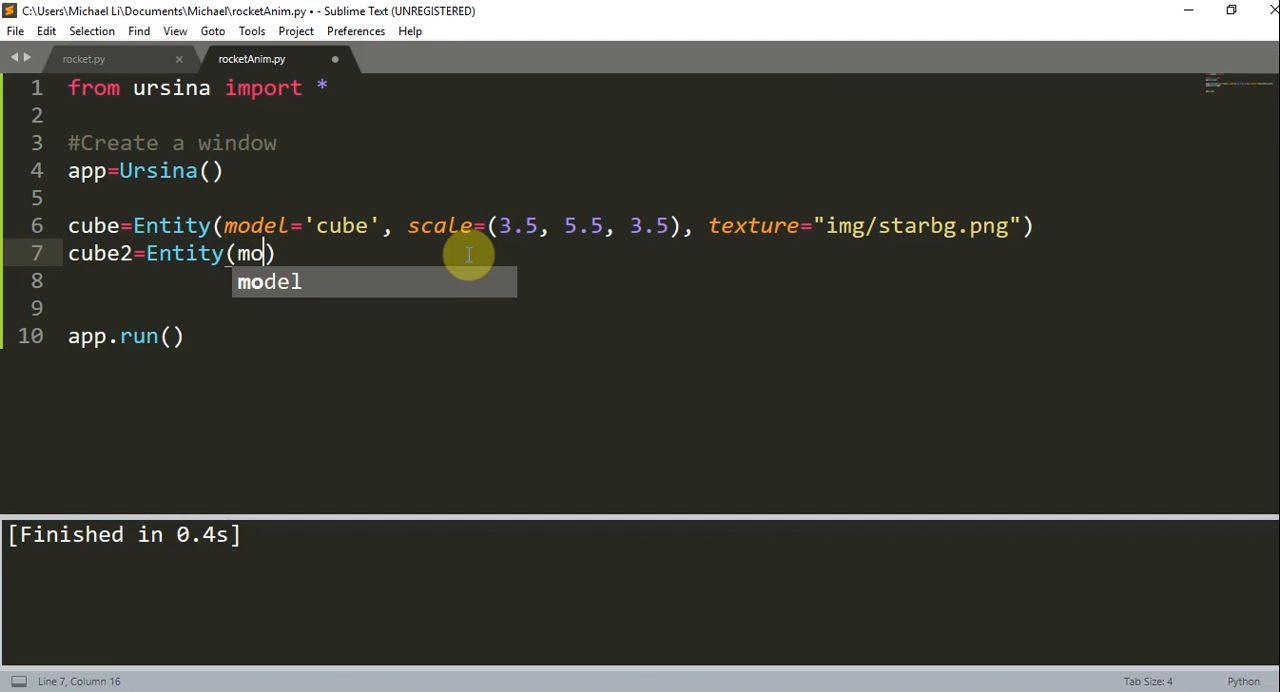 C:\Users\Michael Li\Documents\Michael\rocketAnim.py • - Sublime Text (UNREGISTERED)
File Edit Selection Find View Goto Tools Project Preferences Help
rocket.py rocketAnim.py
1 from ursina import *
2
3 #Create a window
4 app=Ursina()
5
6 cube=Entity(model='cube', scale=(3.5, 5.5, 3.5), texture="img/starbg.png")
7 cube2=Entity(mo)
8 model
9
10 app.run()
[Finished in 0.4s]
Line 7, Column 16 Tab Size: 4 Python